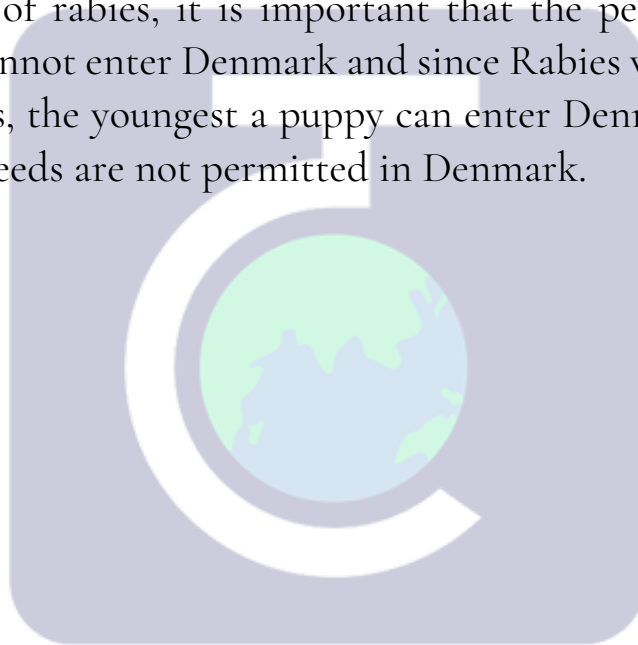 of rabies, it is important that the pe
nnot enter Denmark and since Rabies v
s, the youngest a puppy can enter Den
eeds are not permitted in Denmark.